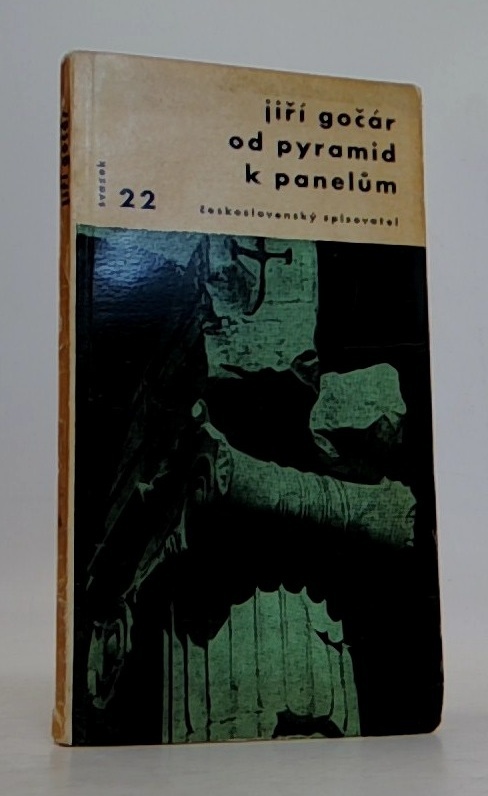 jiří gočár
od pyramid
k panelům
československý spisovatel
svazek
22